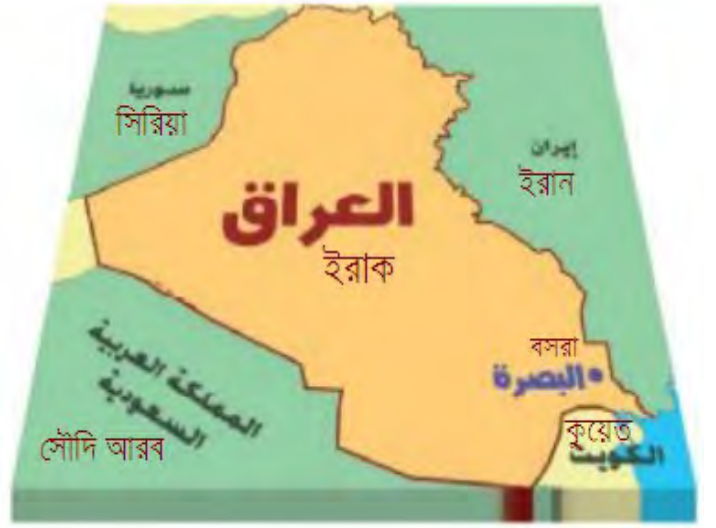 سوريا
সিরিয়া
إيران
ইরান
العراق
ইরাক
বসরা
البصرة
المملكة العربية
السعودية
সৌদি আরব
কুয়েত
الكويت